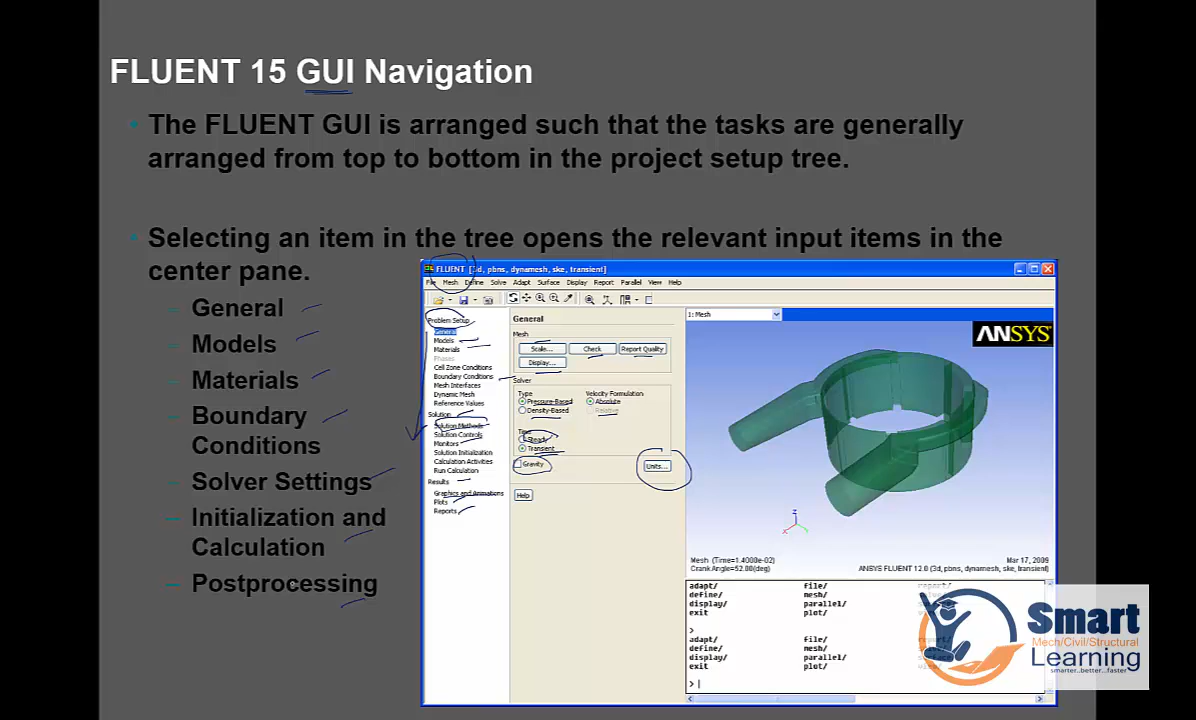 FLUENT 15 GUI Navigation
• The FLUENT GUI is arranged such that the tasks are generally
arranged from top to bottom in the project setup tree.
• Selecting an item in the tree opens the relevant input items in the
center pane.
– General
– Models
– Materials
– Boundary
Conditions
– Solver Settings
– Initialization and
Calculation
– Postprocessing
FLUENT [3d, pbns, dynamesh, ske, transient]
File Mesh Define Solve Adapt Surface Display Report Parallel View Help
Problem Setup
General
Models
Materials
Phases
Cell Zone Conditions
Boundary Conditions
Mesh Interfaces
Dynamic Mesh
Reference Values
Solution
Solution Methods
Solution Controls
Monitors
Solution Initialization
Calculation Activities
Run Calculation
Results
Graphics and Animations
Plots
Reports
General
Mesh
Scale... Check Report Quality
Display...
Solver
Type Velocity Formulation
Pressure-Based Absolute
Density-Based Relative
Time
Steady
Transient
Gravity Units...
Help
1: Mesh
ANSYS
Z
X Y
Mesh (Time=1.4000e-02) Mar 17, 2009
Crank Angle=52.00(deg) ANSYS FLUENT 12.0 (3d, pbns, dynamesh, ske, transient)
adapt/ file/ report/
define/ mesh/
display/ parallel/
exit plot/
>
adapt/ file/
define/ mesh/
display/ parallel/
exit plot/
>
Smart
Mech/Civil/Structural
Learning
smarter..better..faster